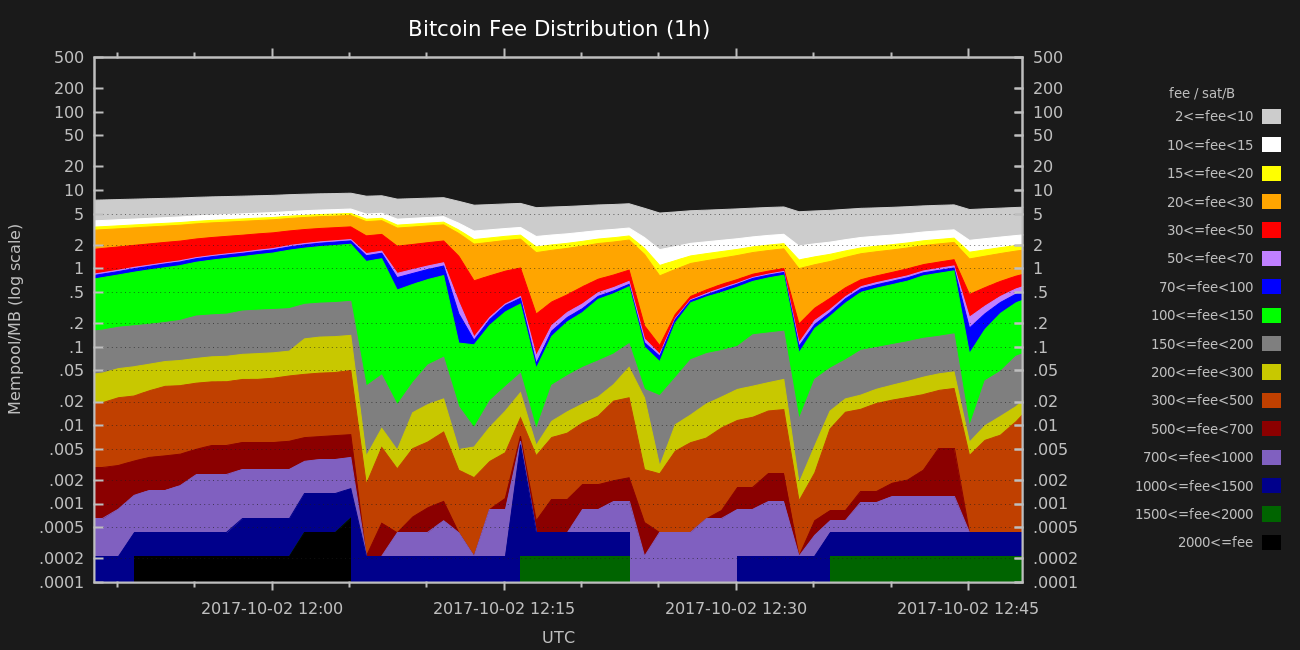 Bitcoin Fee Distribution (1h)
Mempool/MB (log scale)
500
200
100
50
20
10
5
2
1
.5
.2
.1
.05
.02
.01
.005
.002
.001
.0005
.0002
.0001
500
200
100
50
20
10
5
2
1
.5
.2
.1
.05
.02
.01
.005
.002
.001
.0005
.0002
.0001
2017-10-02 12:00
2017-10-02 12:15
2017-10-02 12:30
2017-10-02 12:45
UTC
fee / sat/B
2<=fee<10
10<=fee<15
15<=fee<20
20<=fee<30
30<=fee<50
50<=fee<70
70<=fee<100
100<=fee<150
150<=fee<200
200<=fee<300
300<=fee<500
500<=fee<700
700<=fee<1000
1000<=fee<1500
1500<=fee<2000
2000<=fee